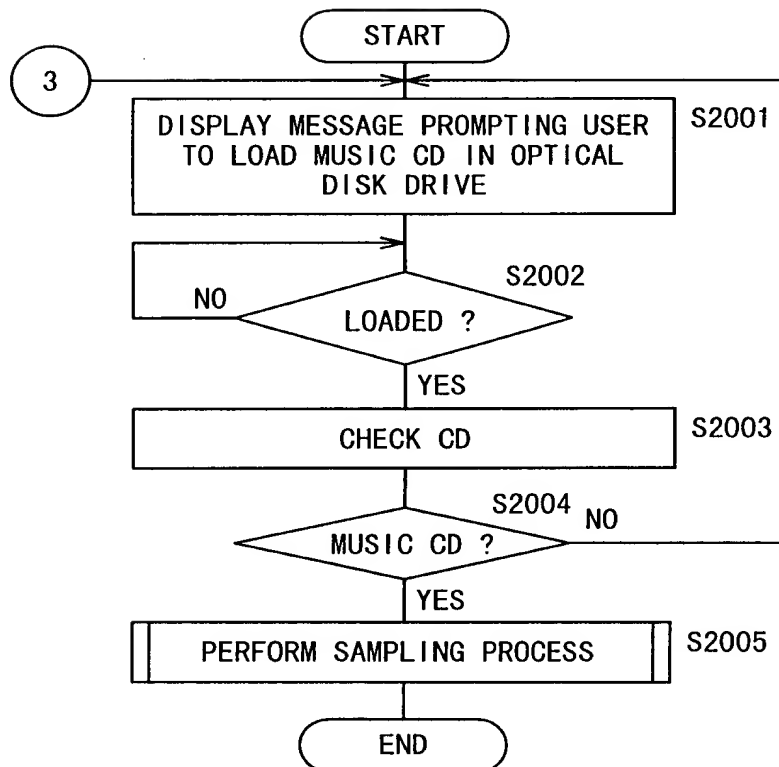 START
3
DISPLAY MESSAGE PROMPTING USER
TO LOAD MUSIC CD IN OPTICAL
DISK DRIVE
S2001
S2002
NO
LOADED ?
YES
CHECK CD
S2003
S2004
MUSIC CD ?
NO
YES
PERFORM SAMPLING PROCESS
S2005
END